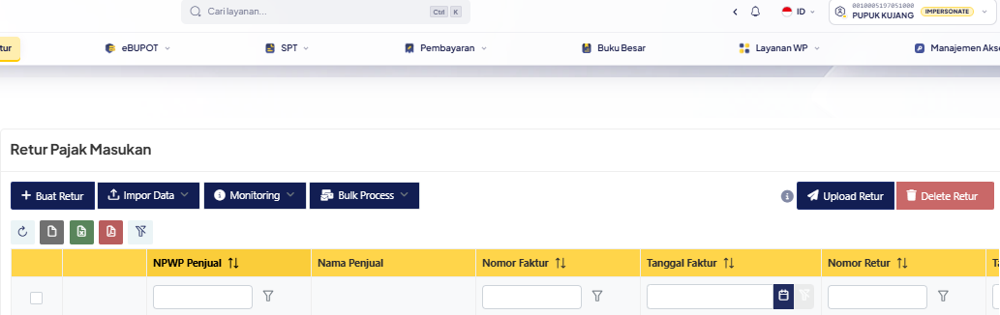 Cari layanan...
Ctrl K
ID
0010005197051000
PUPUK KUJANG
IMPERSONATE
tur
eBUPOT
SPT
Pembayaran
Buku Besar
Layanan WP
Manajemen Akse
Retur Pajak Masukan
+ Buat Retur
Impor Data
Monitoring
Bulk Process
Upload Retur
Delete Retur
NPWP Penjual
Nama Penjual
Nomor Faktur
Tanggal Faktur
Nomor Retur
Ta